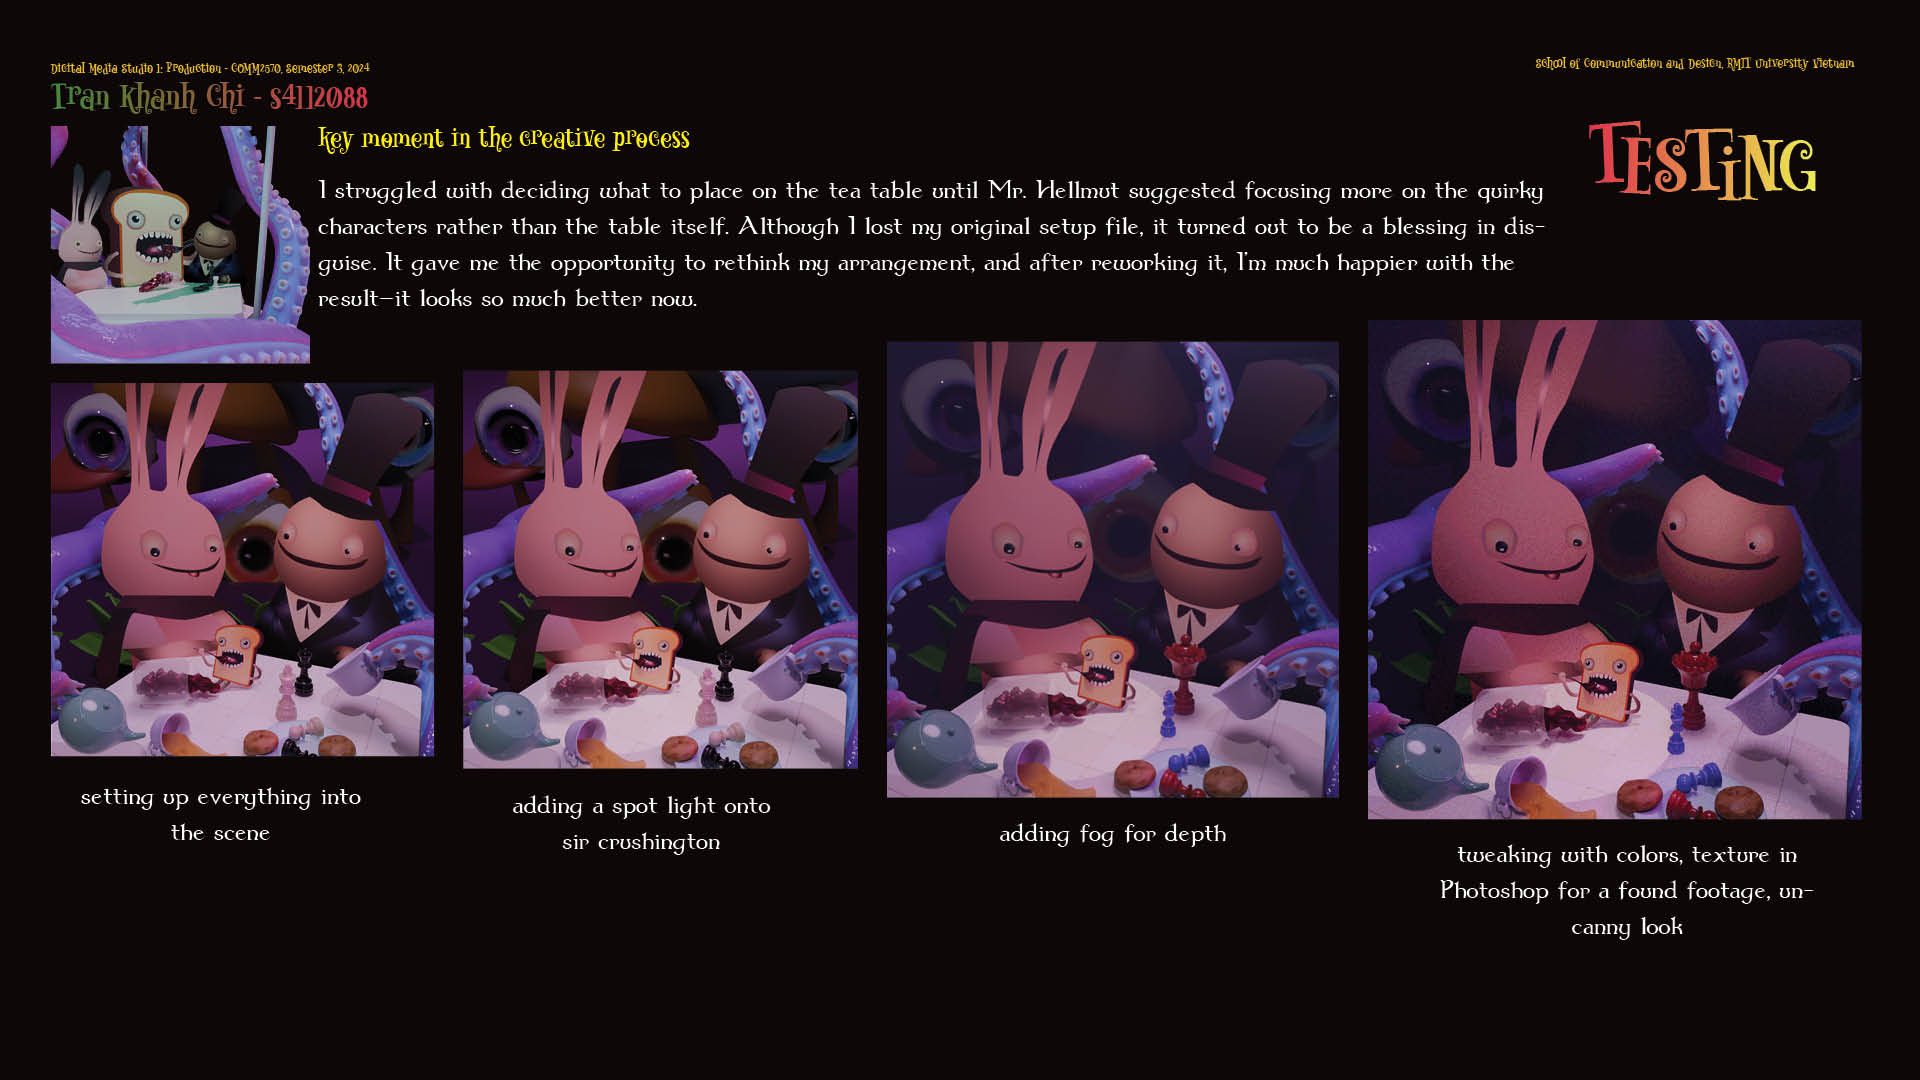 Digital Media Studio 1: Production - COMM2570, Semester 3, 2024
School of Communication and Design, RMIT University Vietnam
Tran Khanh Chi - s4112088
TESTiNG
key moment in the creative process
I struggled with deciding what to place on the tea table until Mr. Hellmut suggested focusing more on the quirky
characters rather than the table itself. Although I lost my original setup file, it turned out to be a blessing in dis-
guise. It gave me the opportunity to rethink my arrangement, and after reworking it, I'm much happier with the
result—it looks so much better now.
setting up everything into
the scene
adding a spot light onto
sir crushington
adding fog for depth
tweaking with colors, texture in
Photoshop for a found footage, un-
canny look